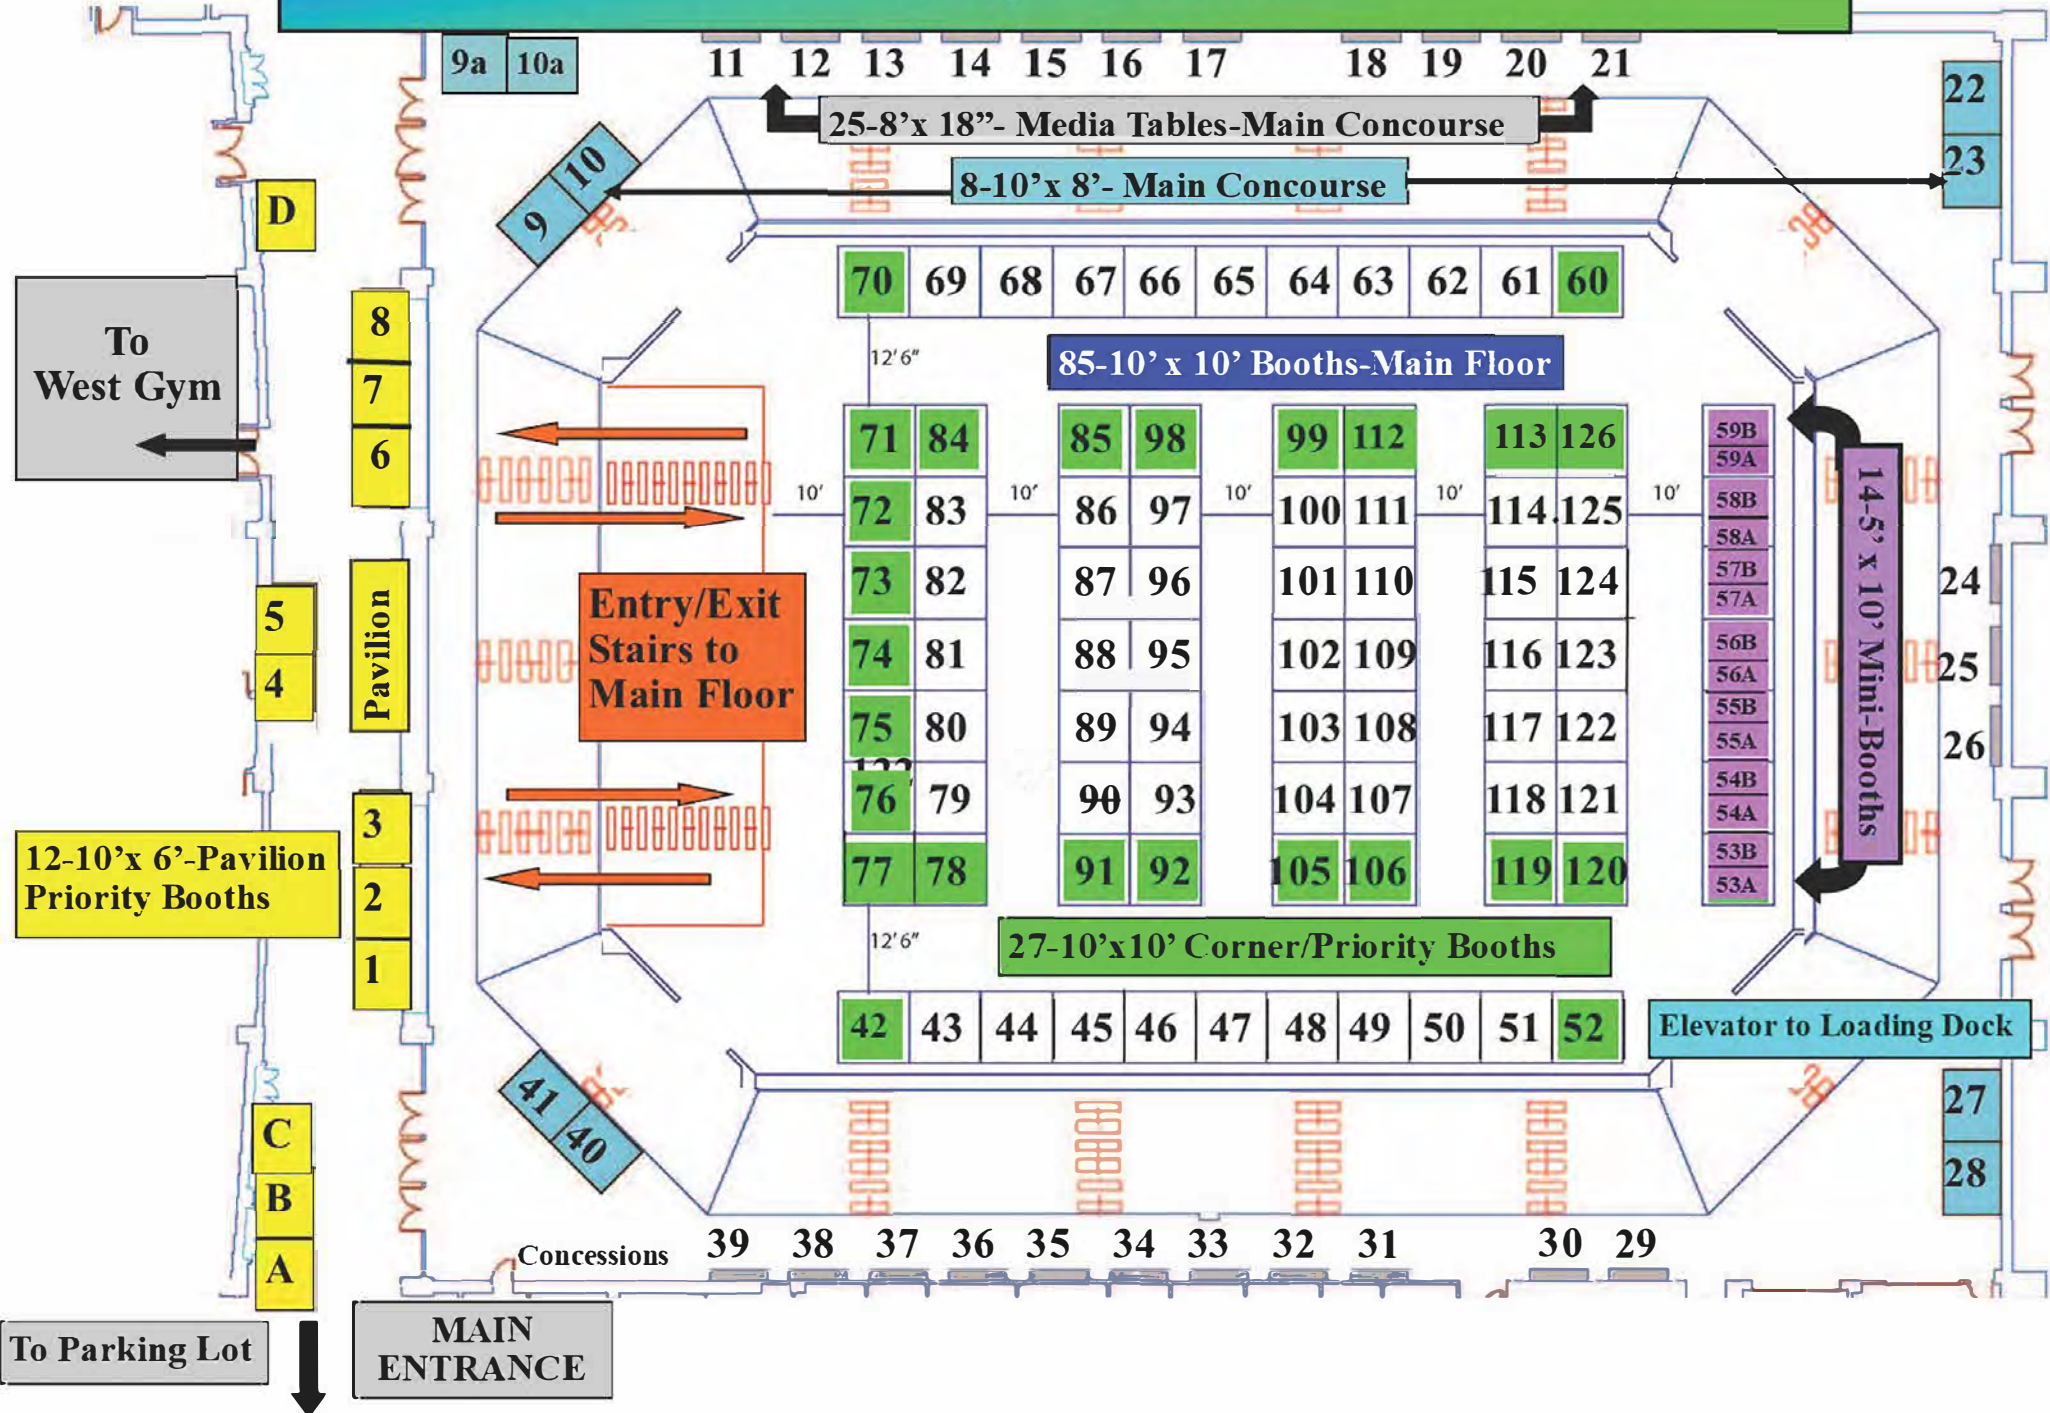 9a 10a
11 12 13 14 15 16 17 18 19 20 21
22
23
25-8’x 18”- Media Tables-Main Concourse
8-10’x 8’- Main Concourse
10
9
D
70 69 68 67 66 65 64 63 62 61 60
To
West Gym
8
7
6
12' 6"
85-10’ x 10’ Booths-Main Floor
71 84 85 98 99 112 113 126
59B
59A
10' 72 83 10' 86 97 10' 100 111 10' 114.125 10'
58B
58A
73 82 87 96 101 110 115 124
57B
57A
74 81 88 95 102 109 116 123
56B
56A
75 80 89 94 103 108 117 122
55B
55A
76 79 90 93 104 107 118 121
54B
54A
77 78 91 92 105 106 119 120
53B
53A
14-5’ x 10’ Mini-Booths
24
25
26
Entry/Exit
Stairs to
Main Floor
5
4
Pavilion
3
2
1
12-10’x 6’-Pavilion
Priority Booths
12' 6"
27-10’x10’ Corner/Priority Booths
42 43 44 45 46 47 48 49 50 51 52
Elevator to Loading Dock
41
40
27
28
C
B
A
Concessions
39 38 37 36 35 34 33 32 31 30 29
To Parking Lot
MAIN
ENTRANCE